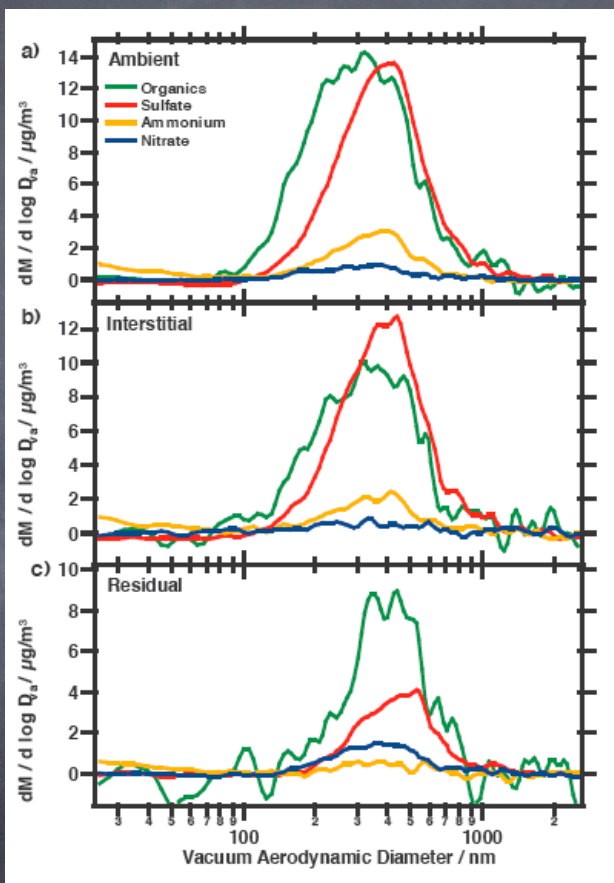 a)
Ambient
Organics
Sulfate
Ammonium
Nitrate
dM / d log Dva / µg/m³
14
12
10
8
6
4
2
0
b)
Interstitial
dM / d log Dva / µg/m³
12
10
8
6
4
2
0
c)
Residual
dM / d log Dva / µg/m³
10
8
6
4
2
0
3 4 5 6 7 8 9 100 2 3 4 5 6 7 8 9 1000 2
Vacuum Aerodynamic Diameter / nm